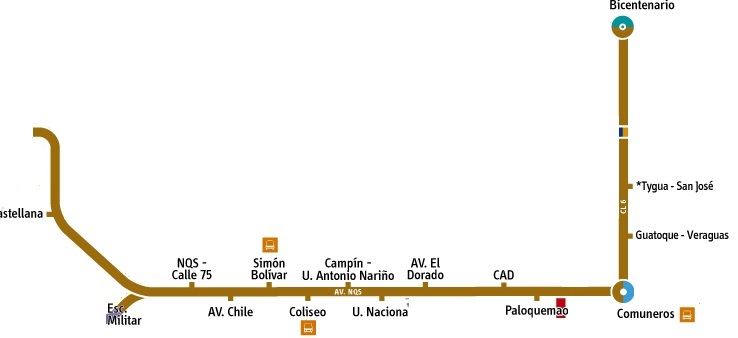 Bicentenario
*Tygua - San José
CL 6
Guatoque - Veraguas
astellana
NQS -
Calle 75
Simón
Bolívar
Campín -
U. Antonio Nariño
AV. El
Dorado
CAD
AV. NQS
Esc.
Militar
AV. Chile
Coliseo
U. Naciona
Paloquemao
Comuneros